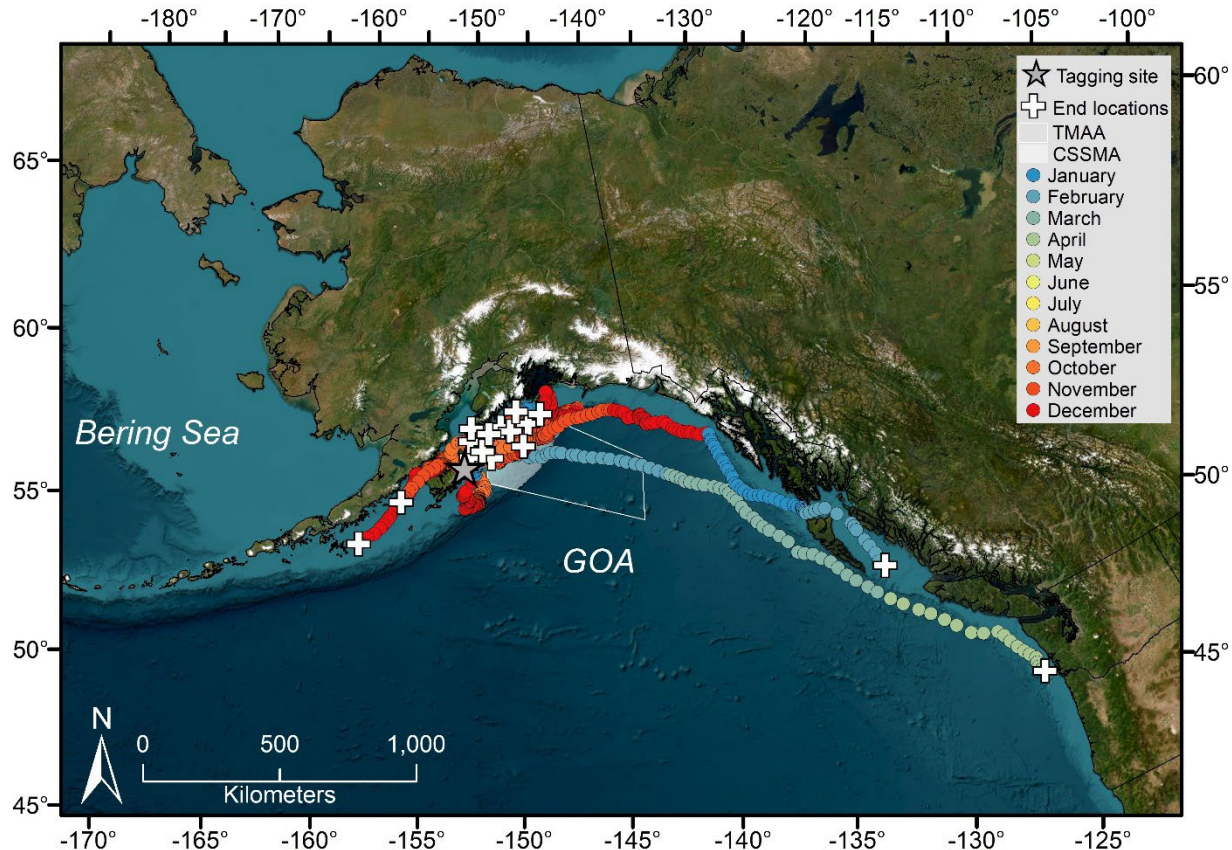 -180° -170° -160° -150° -140° -130° -120° -110° -105° -100°
Tagging site
End locations
TMAA
CSSMA
January
February
March
April
May
June
July
August
September
October
November
December
60°
65°
55°
60°
Bering Sea
50°
55°
GOA
50°
45°
N
0 500 1,000
Kilometers
45°
-170° -165° -160° -155° -150° -145° -140° -135° -130° -125°